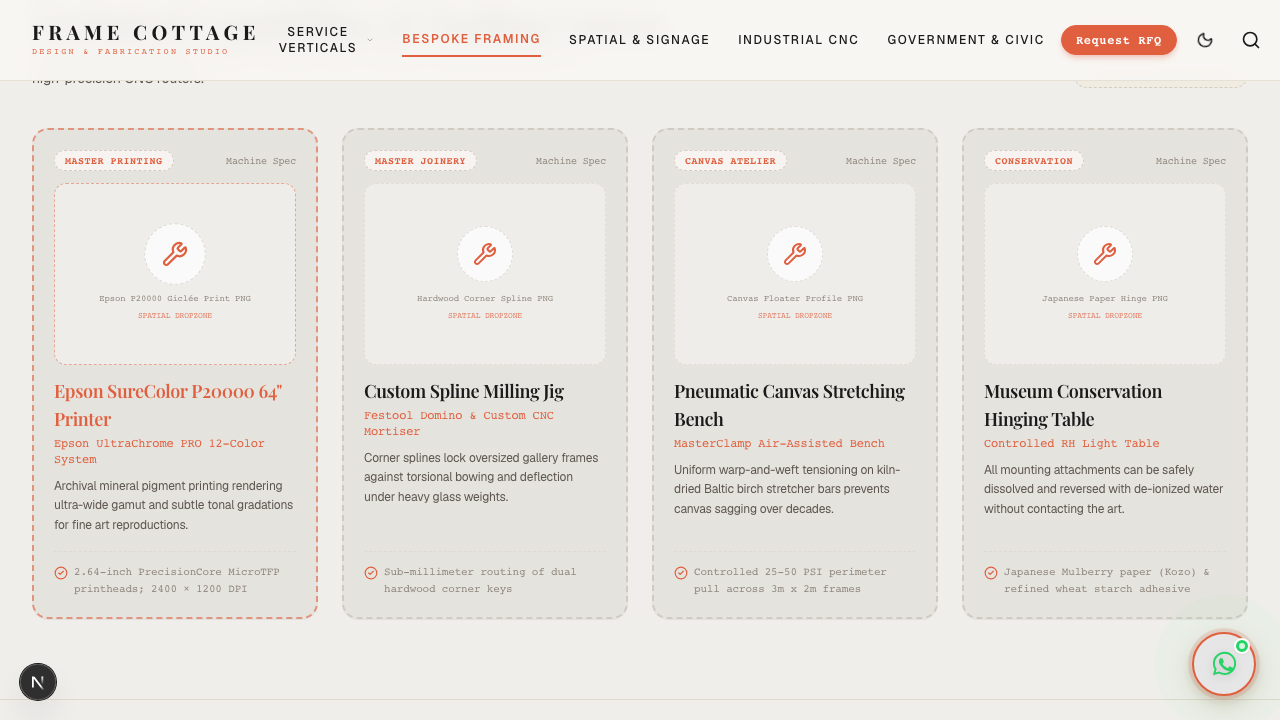 FRAME COTTAGE
DESIGN & FABRICATION STUDIO
SERVICE
VERTICALS
BESPOKE FRAMING
SPATIAL & SIGNAGE
INDUSTRIAL CNC
GOVERNMENT & CIVIC
Request RFQ
high-precision CNC routers.
MASTER PRINTING
Machine Spec
Epson P20000 Giclée Print PNG
SPATIAL DROPZONE
Epson SureColor P20000 64"
Printer
Epson UltraChrome PRO 12-Color
System
Archival mineral pigment printing rendering
ultra-wide gamut and subtle tonal gradations
for fine art reproductions.
2.64-inch PrecisionCore MicroTFP
printheads; 2400 × 1200 DPI
MASTER JOINERY
Machine Spec
Hardwood Corner Spline PNG
SPATIAL DROPZONE
Custom Spline Milling Jig
Festool Domino & Custom CNC
Mortiser
Corner splines lock oversized gallery frames
against torsional bowing and deflection
under heavy glass weights.
Sub-millimeter routing of dual
hardwood corner keys
CANVAS ATELIER
Machine Spec
Canvas Floater Profile PNG
SPATIAL DROPZONE
Pneumatic Canvas Stretching
Bench
MasterClamp Air-Assisted Bench
Uniform warp-and-weft tensioning on kiln-
dried Baltic birch stretcher bars prevents
canvas sagging over decades.
Controlled 25-50 PSI perimeter
pull across 3m x 2m frames
CONSERVATION
Machine Spec
Japanese Paper Hinge PNG
SPATIAL DROPZONE
Museum Conservation
Hinging Table
Controlled RH Light Table
All mounting attachments can be safely
dissolved and reversed with de-ionized water
without contacting the art.
Japanese Mulberry paper (Kozo) &
refined wheat starch adhesive
N